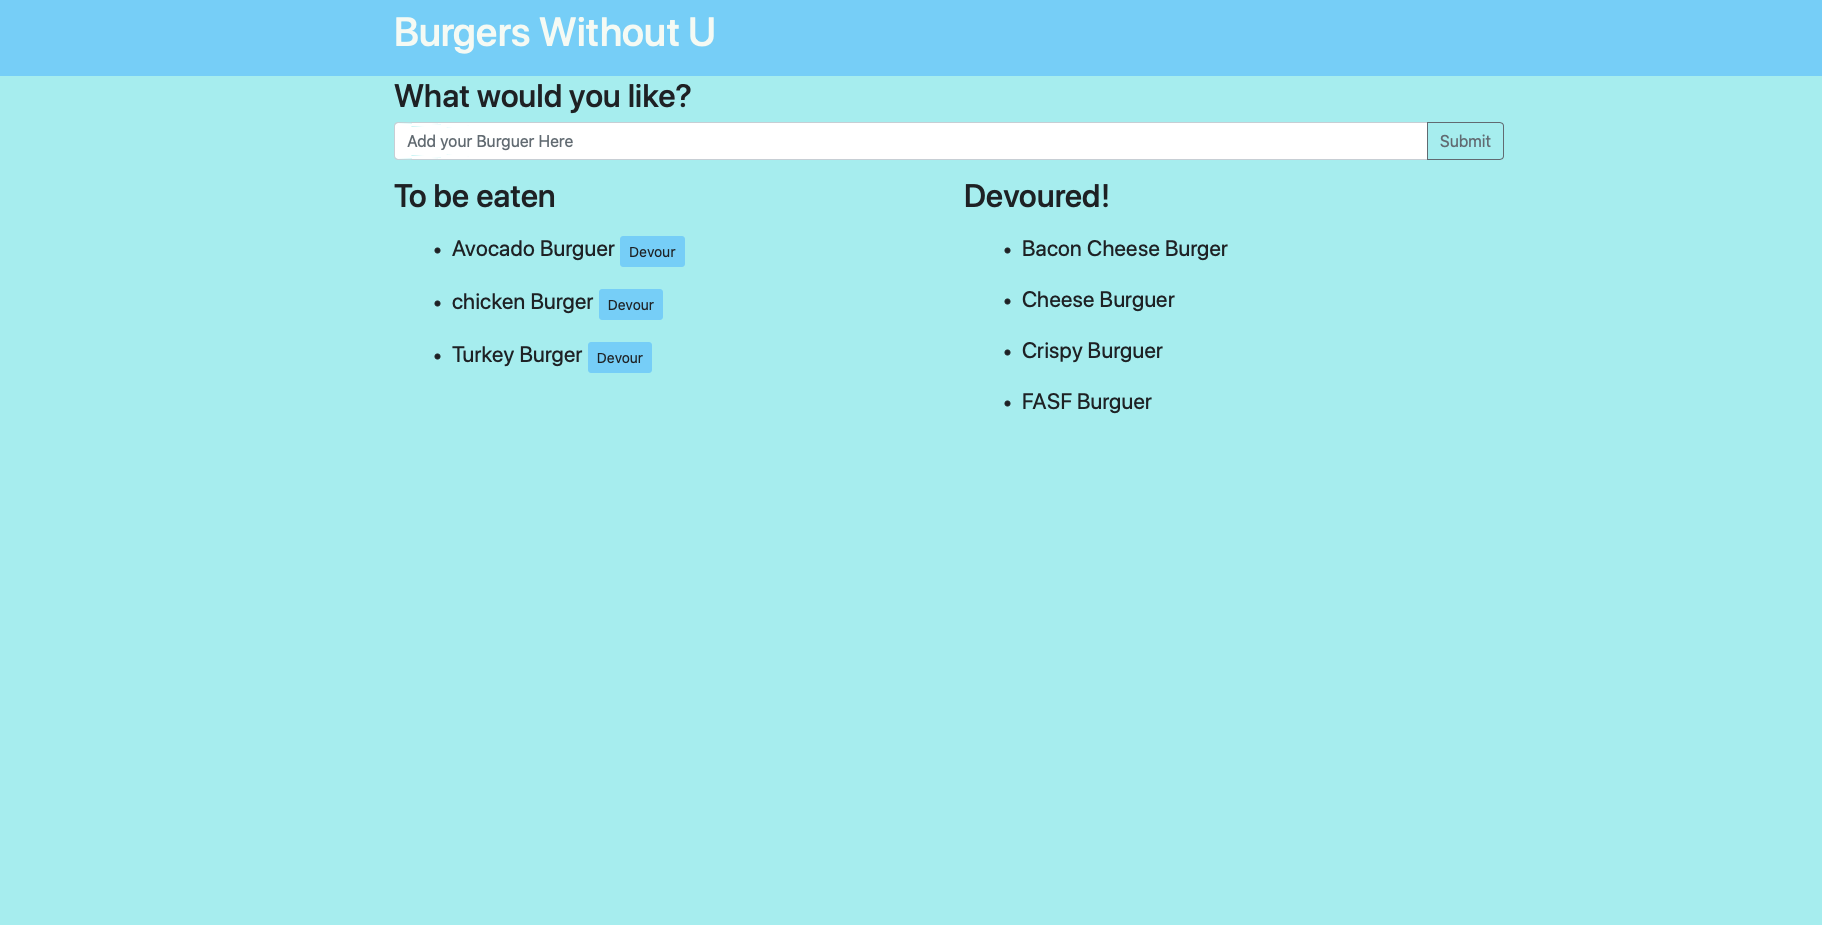 Burgers Without U
What would you like?
Add your Burguer Here
Submit
To be eaten
Avocado Burguer Devour
chicken Burger Devour
Turkey Burger Devour
Devoured!
Bacon Cheese Burger
Cheese Burguer
Crispy Burguer
FASF Burguer